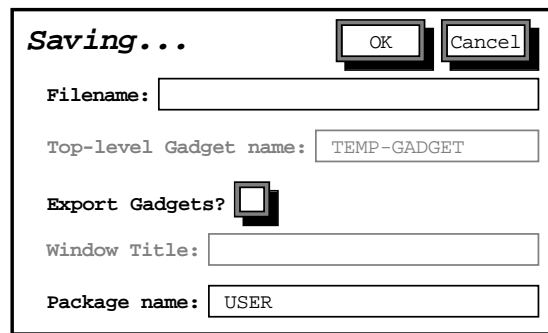 Saving... OK Cancel
Filename:
Top-level Gadget name: TEMP-GADGET
Export Gadgets?
Window Title:
Package name: USER